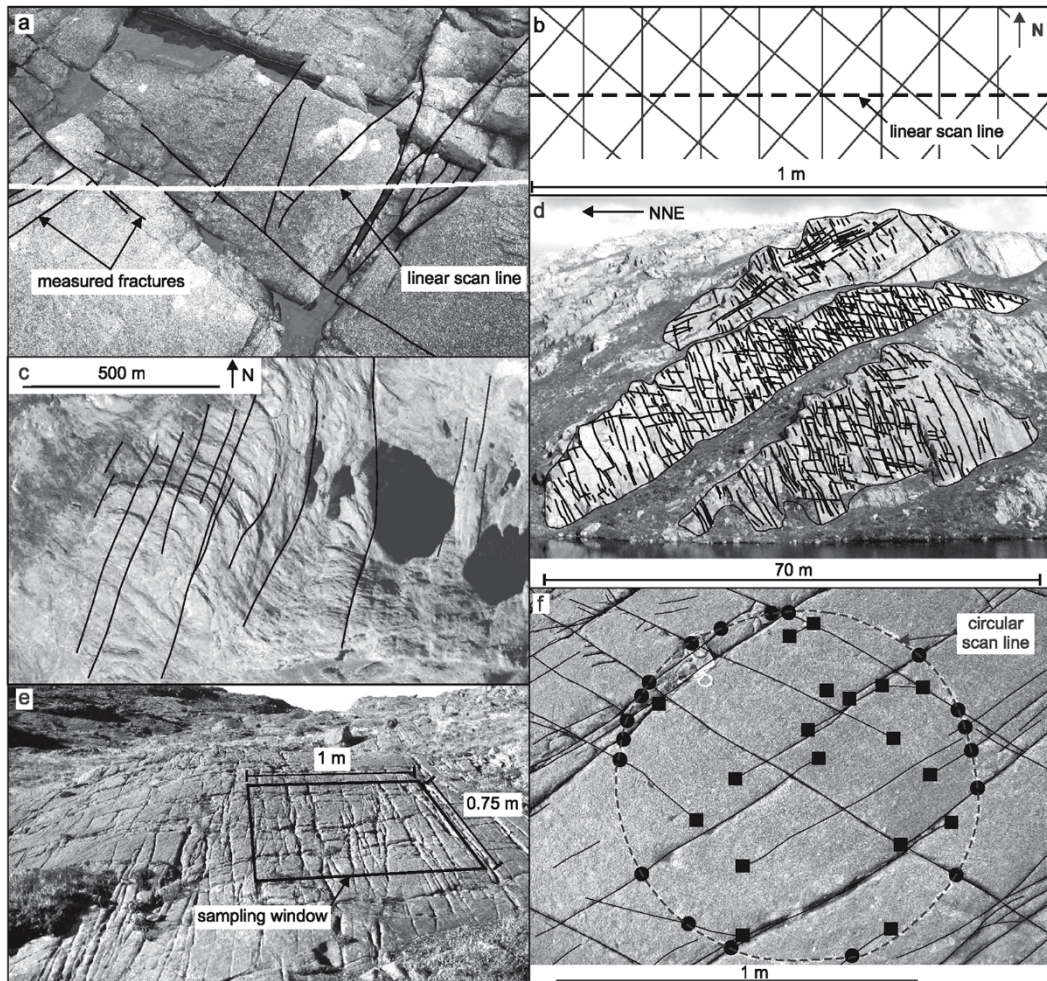 a
measured fractures
linear scan line
b
N
linear scan line
1 m
c
500 m
N
d
NNE
70 m
e
1 m
0.75 m
sampling window
f
circular
scan line
1 m